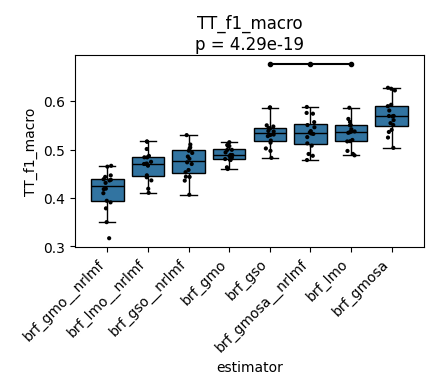 TT_f1_macro
p = 4.29e-19
TT_f1_macro
0.6
0.5
0.4
0.3
brf_gmo__nrlmf
brf_lmo__nrlmf
brf_gso__nrlmf
brf_gmo
brf_gso
brf_gmosa__nrlmf
brf_lmo
brf_gmosa
estimator